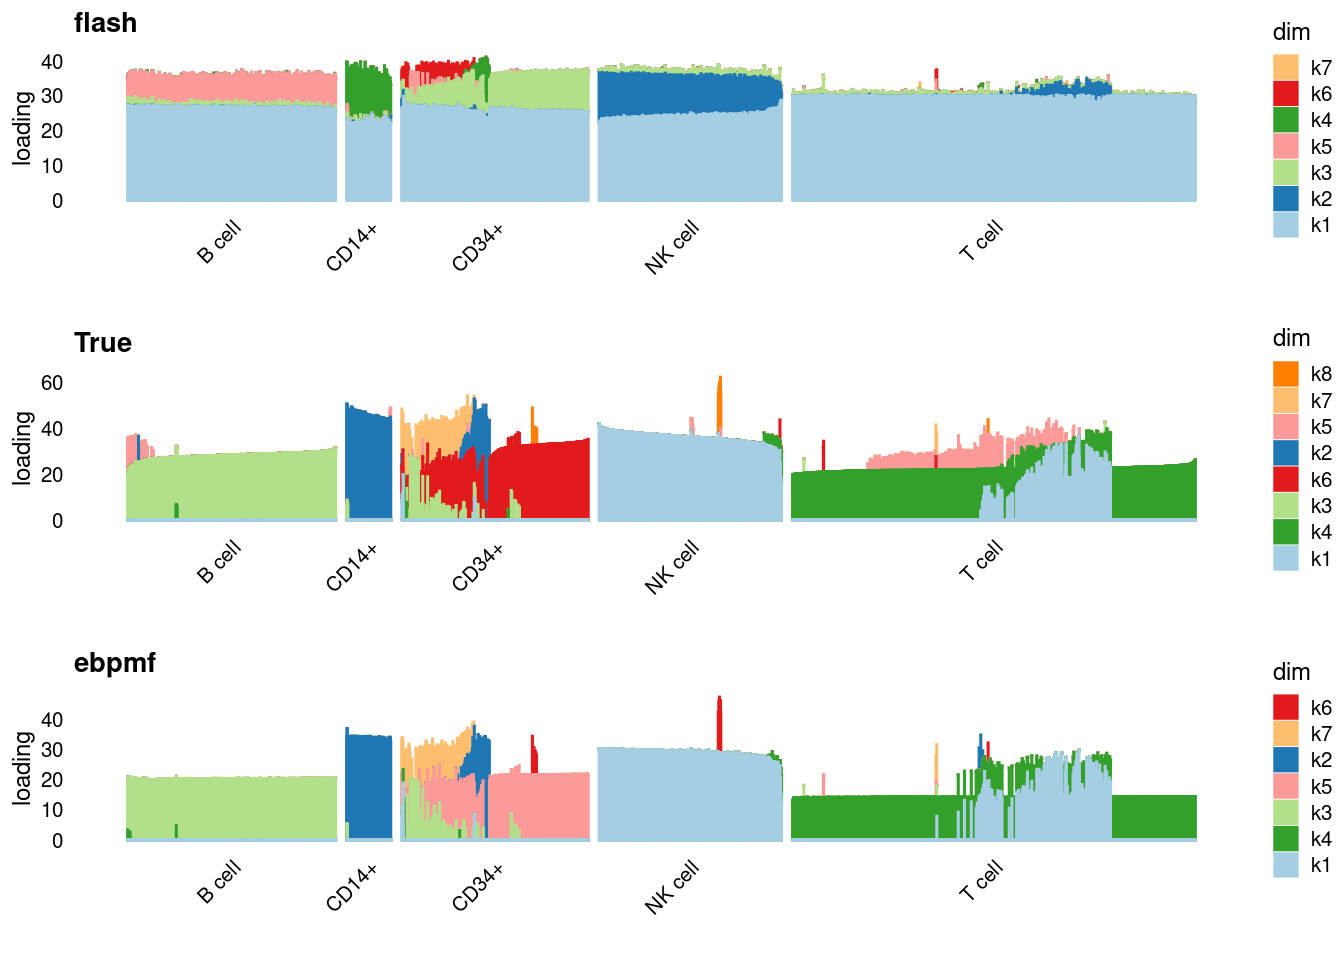 flash
loading
40
30
20
10
0
B cell
CD14+
CD34+
NK cell
T cell
dim
k7
k6
k4
k5
k3
k2
k1
True
loading
60
40
20
0
B cell
CD14+
CD34+
NK cell
T cell
dim
k8
k7
k5
k2
k6
k3
k4
k1
ebpmf
loading
40
30
20
10
0
B cell
CD14+
CD34+
NK cell
T cell
dim
k6
k7
k2
k5
k3
k4
k1